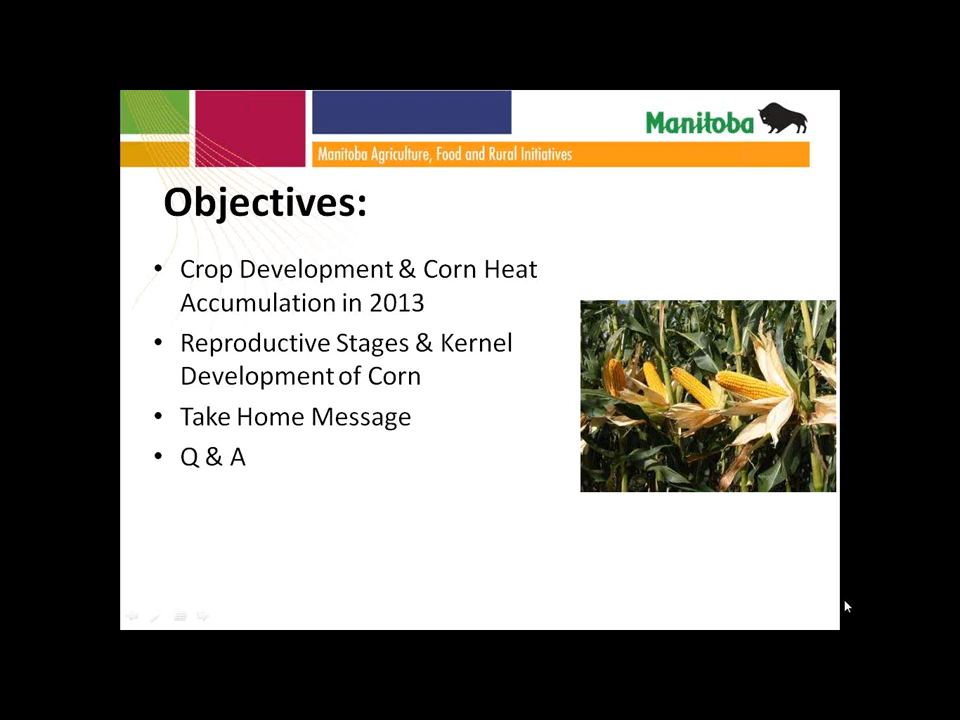 Manitoba
Manitoba Agriculture, Food and Rural Initiatives
Objectives:
• Crop Development & Corn Heat
Accumulation in 2013
• Reproductive Stages & Kernel
Development of Corn
• Take Home Message
• Q & A